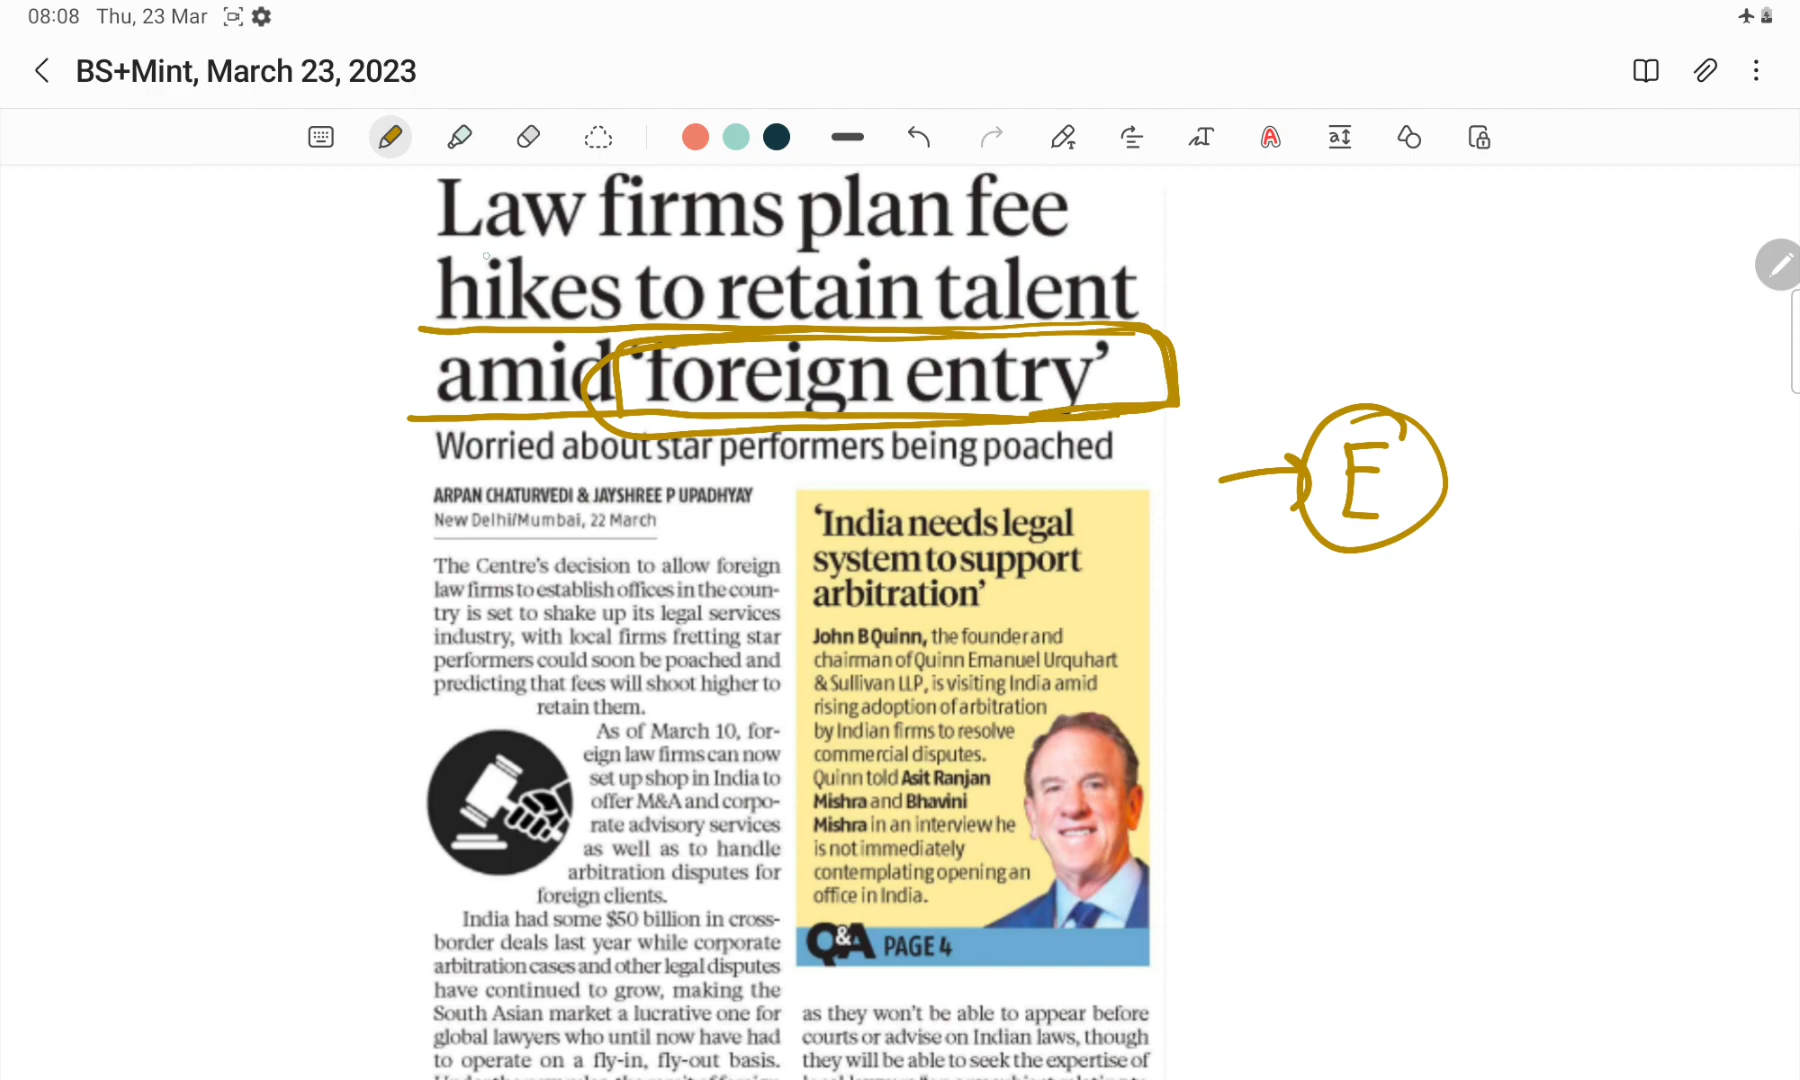 08:08 Thu, 23 Mar
BS+Mint, March 23, 2023
Law firms plan fee
hikes to retain talent
amid ‘foreign entry’
Worried about star performers being poached
E
ARPAN CHATURVEDI & JAYSHREE P UPADHYAY
New Delhi/Mumbai, 22 March
The Centre's decision to allow foreign
law firms to establish offices in the coun-
try is set to shake up its legal services
industry, with local firms fretting star
performers could soon be poached and
predicting that fees will shoot higher to
retain them.
As of March 10, for-
eign law firms can now
set up shop in India to
offer M&A and corpo-
rate advisory services
as well as to handle
arbitration disputes for
foreign clients.
India had some $50 billion in cross-
border deals last year while corporate
arbitration cases and other legal disputes
have continued to grow, making the
South Asian market a lucrative one for
global lawyers who until now have had
to operate on a fly-in, fly-out basis.
‘India needs legal
system to support
arbitration’
John B Quinn, the founder and
chairman of Quinn Emanuel Urquhart
& Sullivan LLP, is visiting India amid
rising adoption of arbitration
by Indian firms to resolve
commercial disputes.
Quinn told Asit Ranjan
Mishra and Bhavini
Mishra in an interview he
is not immediately
contemplating opening an
office in India.
Q&A PAGE 4
as they won't be able to appear before
courts or advise on Indian laws, though
they will be able to seek the expertise of